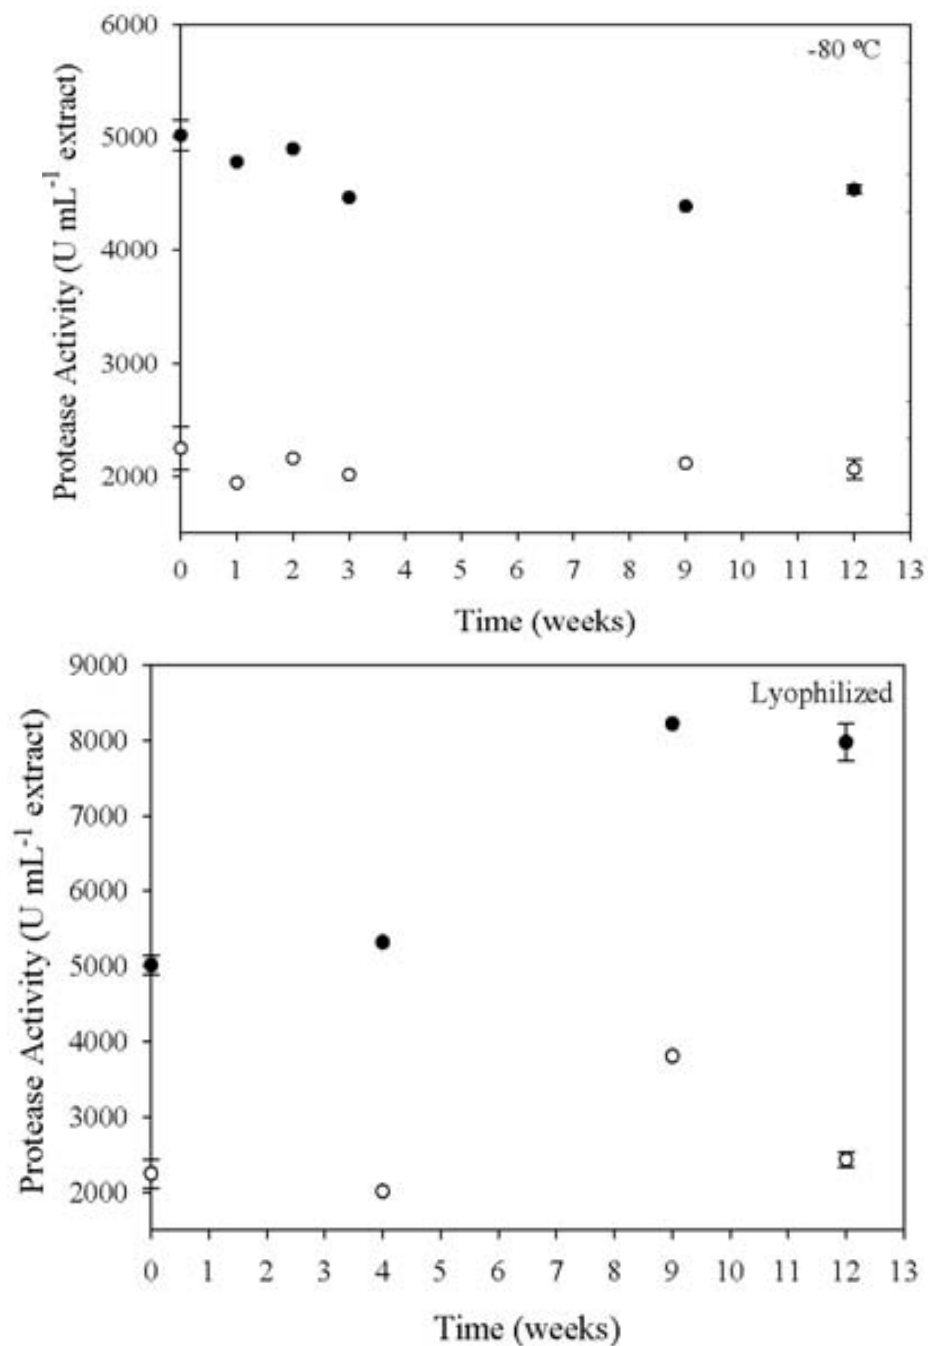 6000
-80 ºC
5000
4000
3000
2000
Protease Activity (U mL-1 extract)
0 1 2 3 4 5 6 7 8 9 10 11 12 13
Time (weeks)
9000
Lyophilized
8000
7000
6000
5000
4000
3000
2000
Protease Activity (U mL-1 extract)
0 1 2 3 4 5 6 7 8 9 10 11 12 13
Time (weeks)